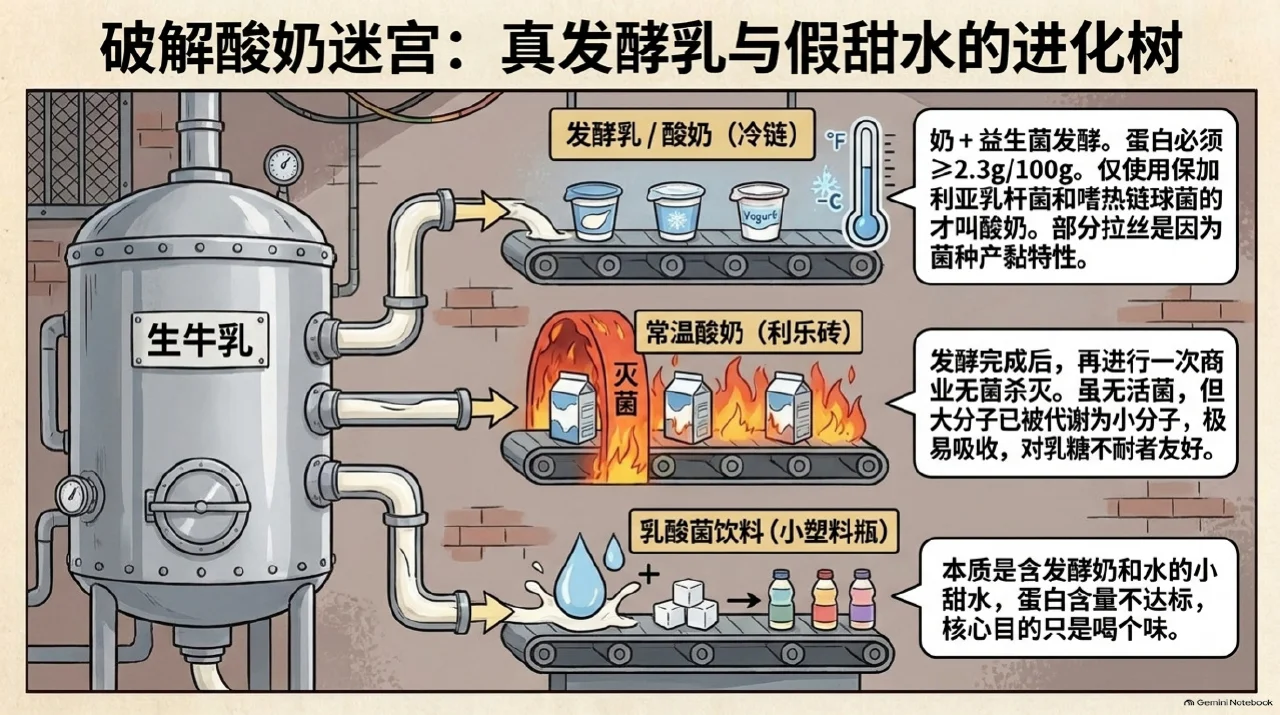 破解酸奶迷宫：真发酵乳与假甜水的进化树
生牛乳
发酵乳 / 酸奶（冷链）
°F
-C
Yogurt
奶 + 益生菌发酵。蛋白必须
≥2.3g/100g。仅使用保加
利亚乳杆菌和嗜热链球菌的
才叫酸奶。部分拉丝是因为
菌种产黏特性。
常温酸奶（利乐砖）
灭菌
发酵完成后，再进行一次商
业无菌杀灭。虽无活菌，但
大分子已被代谢为小分子，极
易吸收，对乳糖不耐者友好。
乳酸菌饮料（小塑料瓶）
+
本质是含发酵奶和水的小
甜水，蛋白含量不达标，
核心目的只是喝个味。
Gemini Notebook